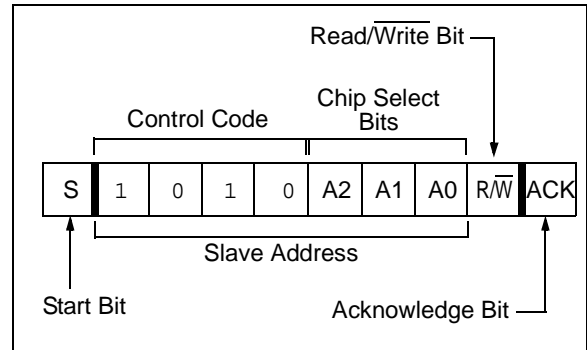 Read/Write Bit
Chip Select
Control Code Bits
S 1 0 1 0 A2 A1 A0 R/W ACK
Slave Address
Start Bit
Acknowledge Bit